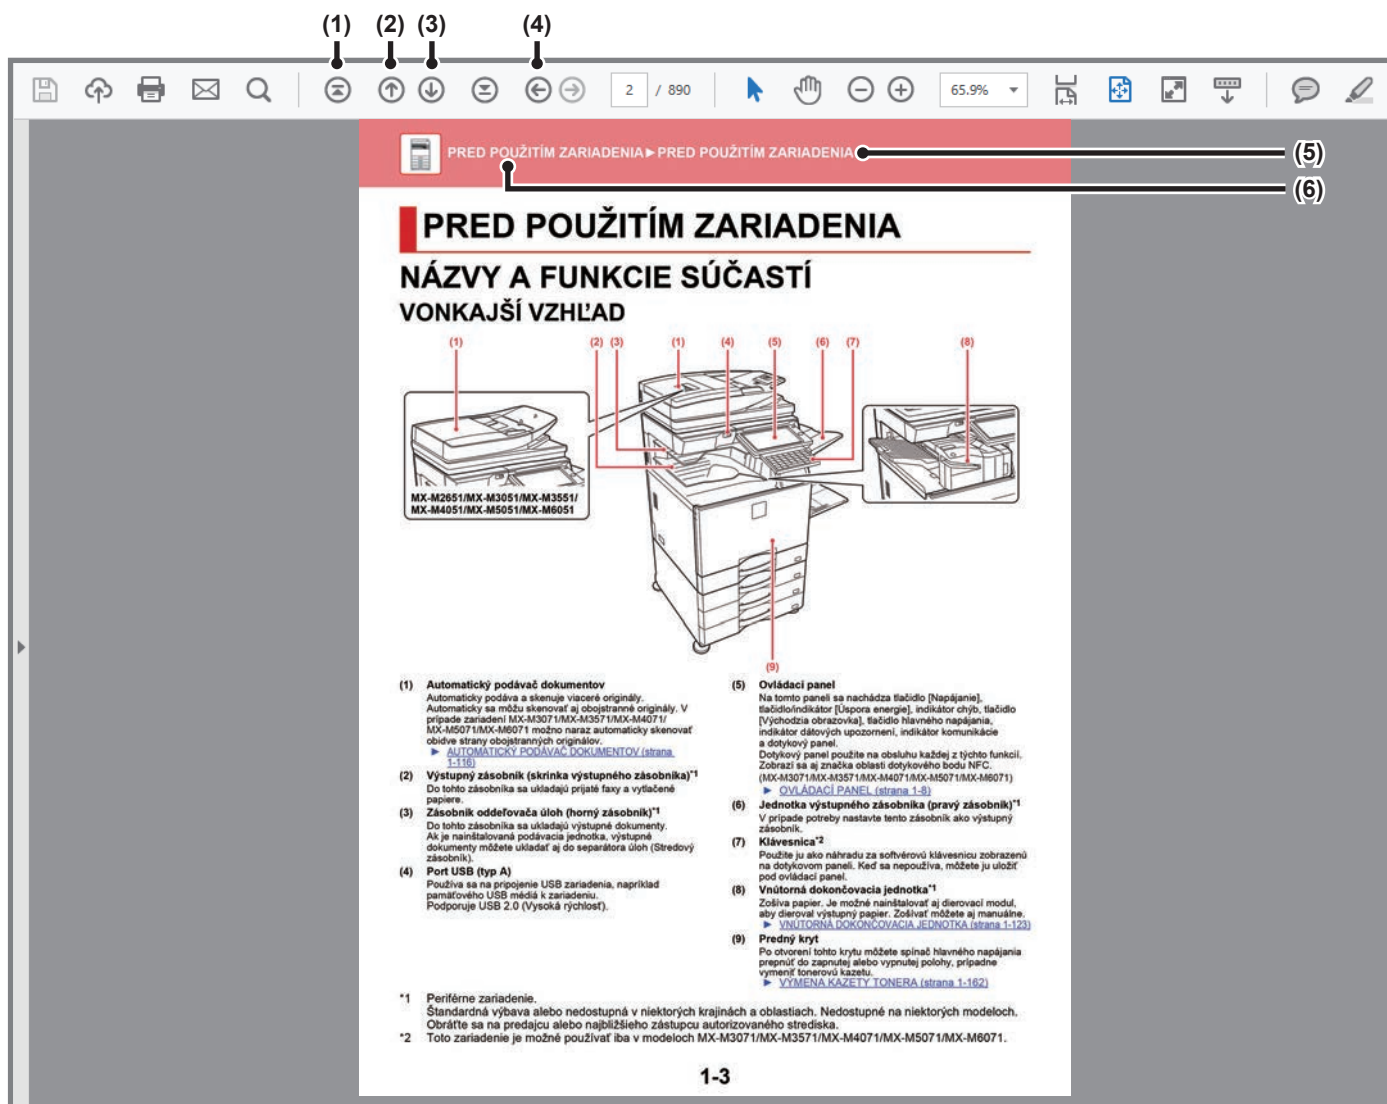 (1) (2) (3) (4)
2 / 890 65.9%
PRED POUŽITÍM ZARIADENIA►PRED POUŽITÍM ZARIADENIA
(5)
(6)
PRED POUŽITÍM ZARIADENIA
NÁZVY A FUNKCIE SÚČASTÍ
VONKAJŠÍ VZHĽAD
(1) (2) (3) (1) (4) (5) (6) (7) (8)
(3)
(2)
MX-M2651/MX-M3051/MX-M3551/
MX-M4051/MX-M5051/MX-M6051
(9)
(1) Automatický podávač dokumentov
Automaticky podáva a skenuje viaceré originály.
Automaticky sa môžu skenovať aj obojstranné originály. V
prípade zariadení MX-M3071/MX-M3571/MX-M4071/
MX-M5071/MX-M6071 možno naraz automaticky skenovať
obidve strany obojstranných originálov.
► AUTOMATICKÝ PODÁVAČ DOKUMENTOV (strana
1-116)
(2) Výstupný zásobník (skrinka výstupného zásobníka)*1
Do tohto zásobníka sa ukladajú prijaté faxy a vytlačené
papiere.
(3) Zásobník oddeľovača úloh (horný zásobník)*1
Do tohto zásobníka sa ukladajú výstupné dokumenty.
Ak je nainštalovaná podávacia jednotka, výstupné
dokumenty môžete ukladať aj do separátora úloh (Stredový
zásobník).
(4) Port USB (typ A)
Používa sa na pripojenie USB zariadenia, napríklad
pamäťového USB média k zariadeniu.
Podporuje USB 2.0 (Vysoká rýchlosť).
(5) Ovládací panel
Na tomto paneli sa nachádza tlačidlo [Napájanie],
tlačidlo/indikátor [Úspora energie], indikátor chýb, tlačidlo
[Východzia obrazovka], tlačidlo hlavného napájania,
indikátor dátových upozornení, indikátor komunikácie
a dotykový panel.
Dotykový panel použite na obsluhu každej z týchto funkcií.
Zobrazí sa aj značka oblasti dotykového bodu NFC.
(MX-M3071/MX-M3571/MX-M4071/MX-M5071/MX-M6071)
► OVLÁDACÍ PANEL (strana 1-8)
(6) Jednotka výstupného zásobníka (pravý zásobník)*1
V prípade potreby nastavte tento zásobník ako výstupný
zásobník.
(7) Klávesnica*2
Použite ju ako náhradu za softvérovú klávesnicu zobrazenú
na dotykovom paneli. Keď sa nepoužíva, môžete ju uložiť
pod ovládací panel.
(8) Vnútorná dokončovacia jednotka*1
Zošíva papier. Je možné nainštalovať aj dierovací modul,
aby dieroval výstupný papier. Zošívať môžete aj manuálne.
► VNÚTORNÁ DOKONČOVACIA JEDNOTKA (strana 1-123)
(9) Predný kryt
Po otvorení tohto krytu môžete spínač hlavného napájania
prepnúť do zapnutej alebo vypnutej polohy, prípadne
vymeniť tonerovú kazetu.
► VÝMENA KAZETY TONERA (strana 1-162)
*1 Periférne zariadenie.
Štandardná výbava alebo nedostupná v niektorých krajinách a oblastiach. Nedostupné na niektorých modeloch.
Obráťte sa na predajcu alebo najbližšieho zástupcu autorizovaného strediska.
*2 Toto zariadenie je možné používať iba v modeloch MX-M3071/MX-M3571/MX-M4071/MX-M5071/MX-M6071.
1-3